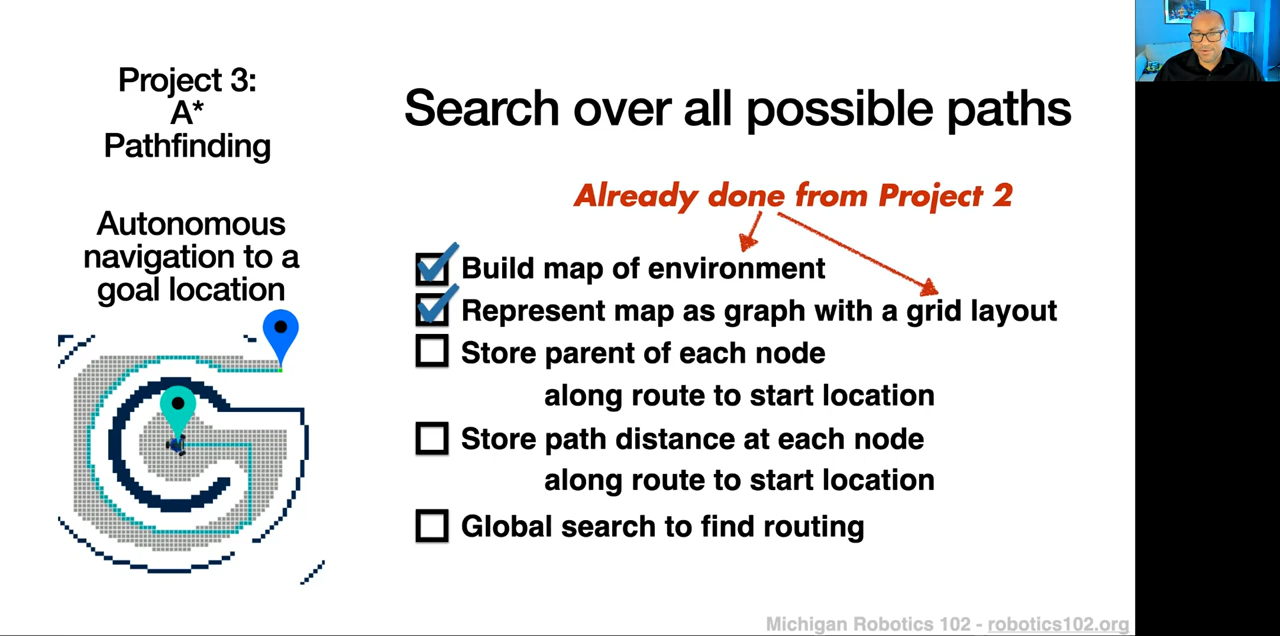 Project 3:
A*
Pathfinding
Autonomous
navigation to a
goal location
Search over all possible paths
Already done from Project 2
Build map of environment
Represent map as graph with a grid layout
Store parent of each node
along route to start location
Store path distance at each node
along route to start location
Global search to find routing
Michigan Robotics 102 - robotics102.org